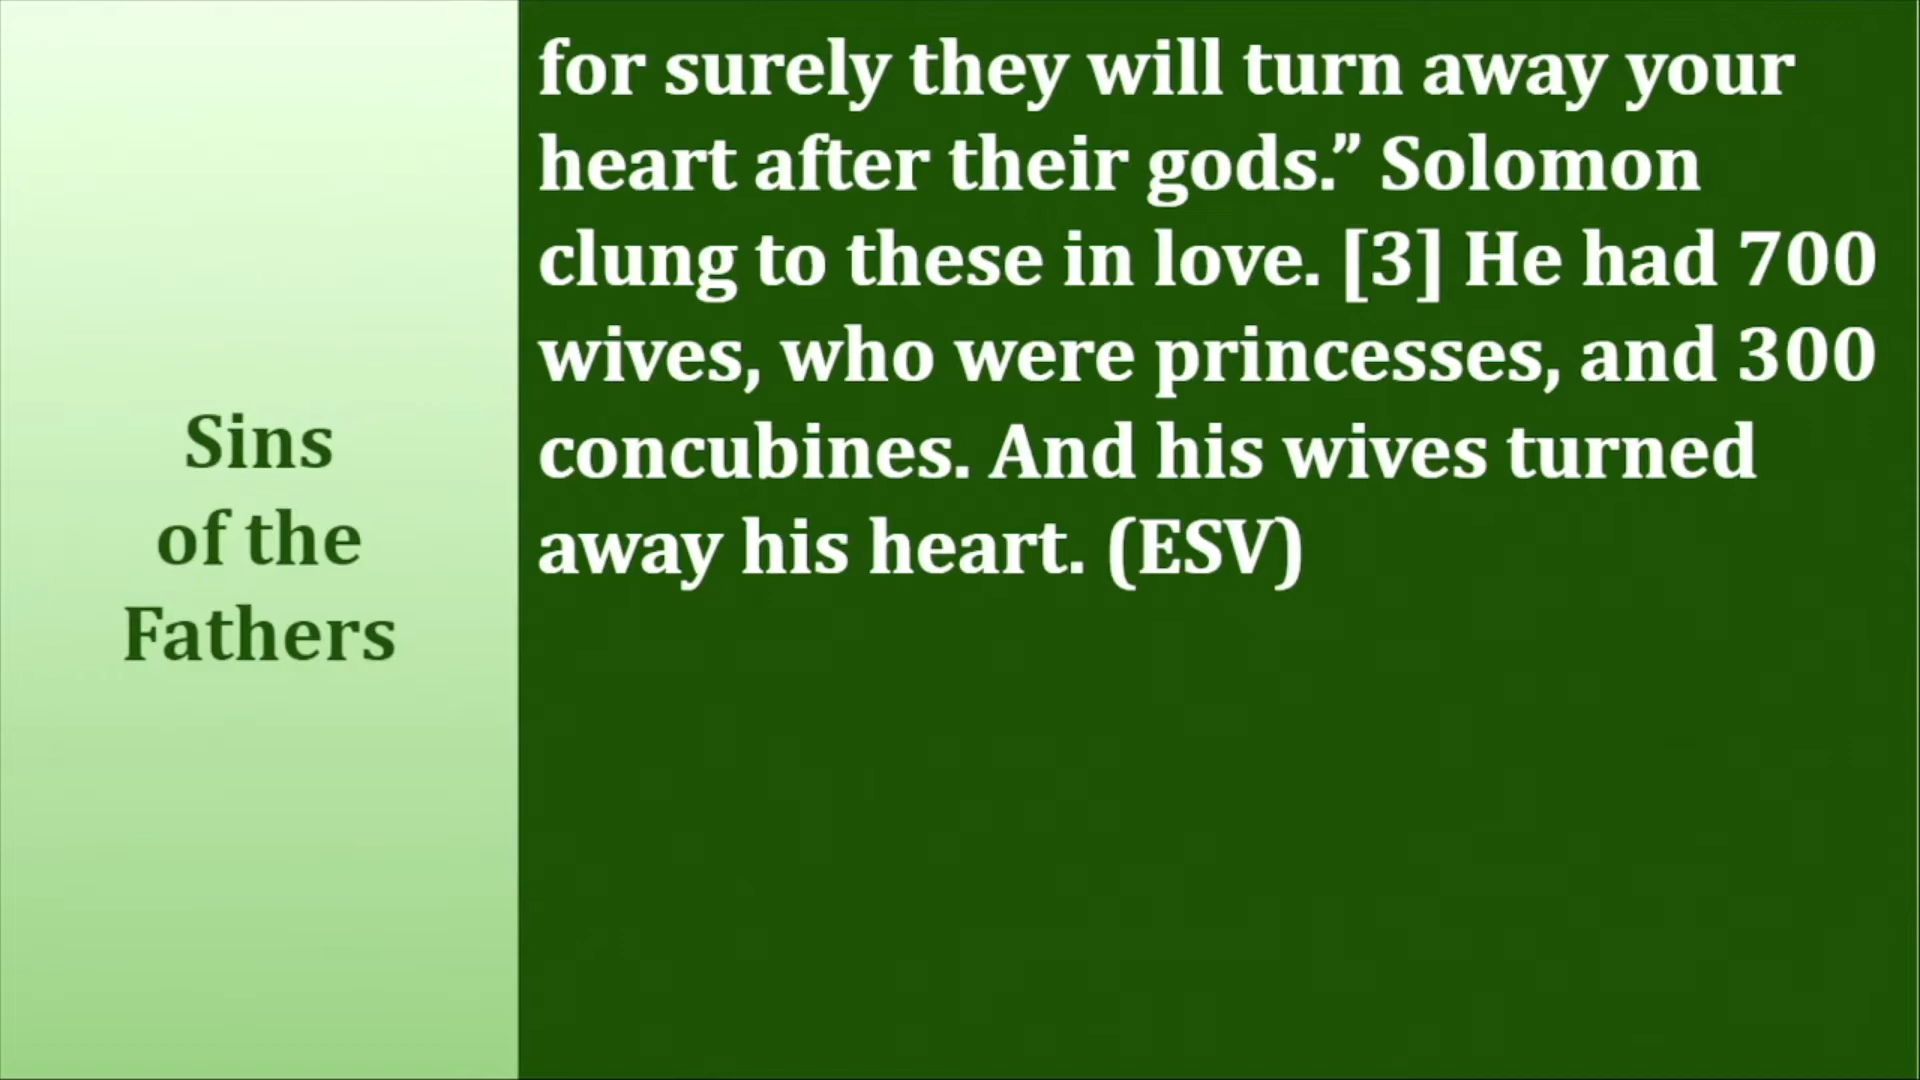 Sins
of the
Fathers
for surely they will turn away your
heart after their gods.” Solomon
clung to these in love. [3] He had 700
wives, who were princesses, and 300
concubines. And his wives turned
away his heart. (ESV)